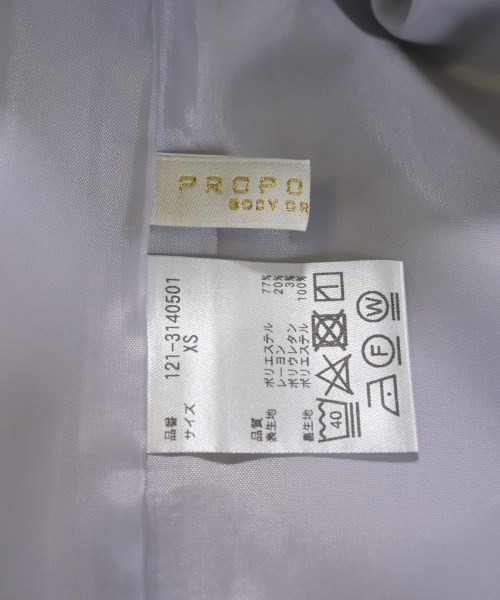 PROPO
BODY DR
品番 121-3140501
サイズ XS
品質
表生地 ポリエステル 77%
レーヨン 20%
ポリウレタン 3%
裏生地 ポリエステル 100%
40
F W